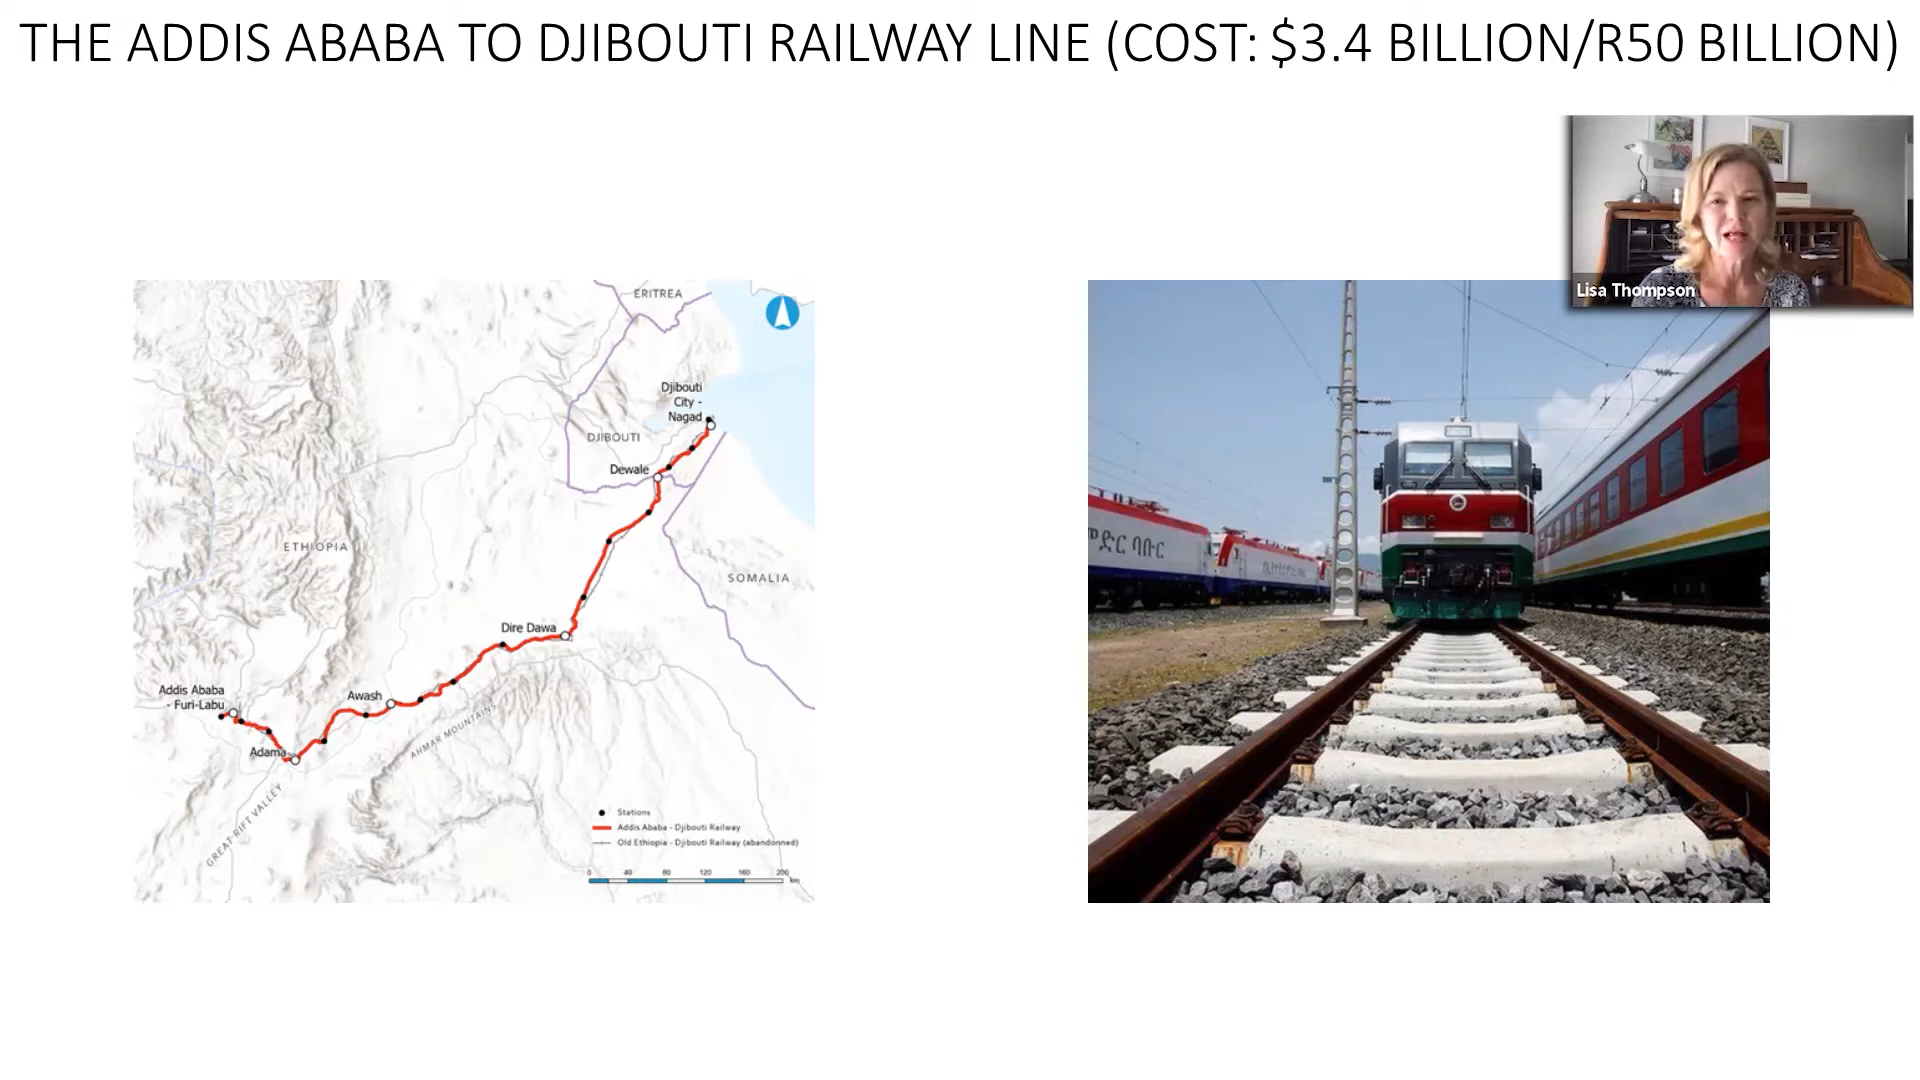 THE ADDIS ABABA TO DJIBOUTI RAILWAY LINE (COST: $3.4 BILLION/R50 BILLION)
Lisa Thompson
ERITREA
Djibouti
City -
Nagad
DJIBOUTI
Dewale
ETHIOPIA
SOMALIA
Dire Dawa
Addis Ababa
- Furi-Labu
Awash
Adama
AHMAR MOUNTAINS
GREAT RIFT VALLEY
Stations
Addis Ababa - Djibouti Railway
Old Ethiopia - Djibouti Railway (abandonned)
0 40 80 120 160 200
km
ድር ባቡር